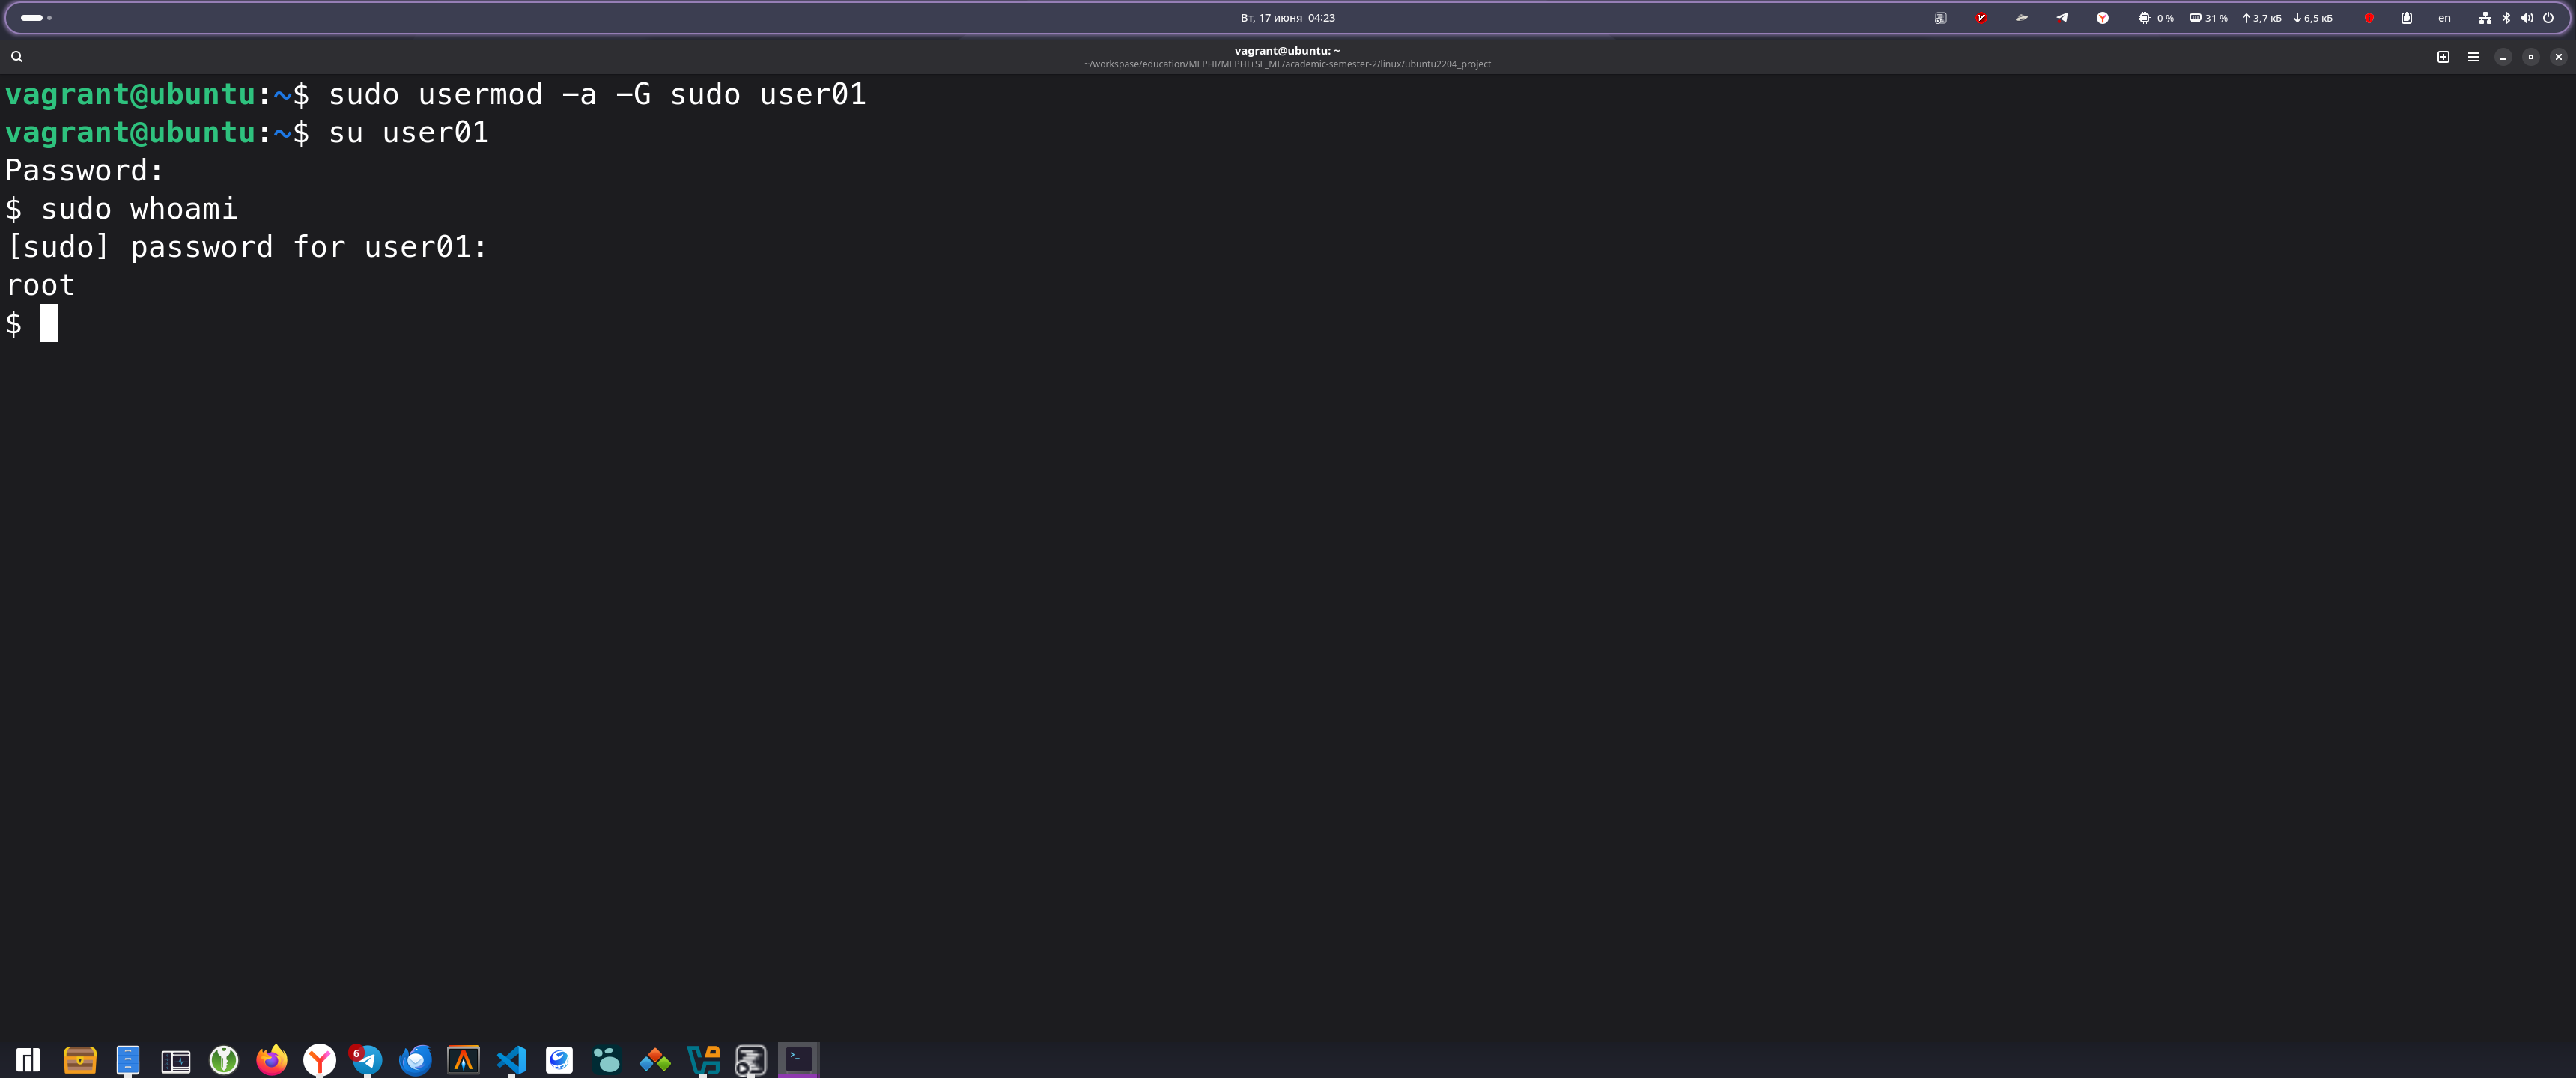 Вт, 17 июня 04:23
0 % 31 % 3,7 кБ 6,5 кБ en
vagrant@ubuntu: ~
~/workspase/education/MEPHI/MEPHI+SF_ML/academic-semester-2/linux/ubuntu2204_project
vagrant@ubuntu:~$ sudo usermod -a -G sudo user01
vagrant@ubuntu:~$ su user01
Password:
$ sudo whoami
[sudo] password for user01:
root
$
6